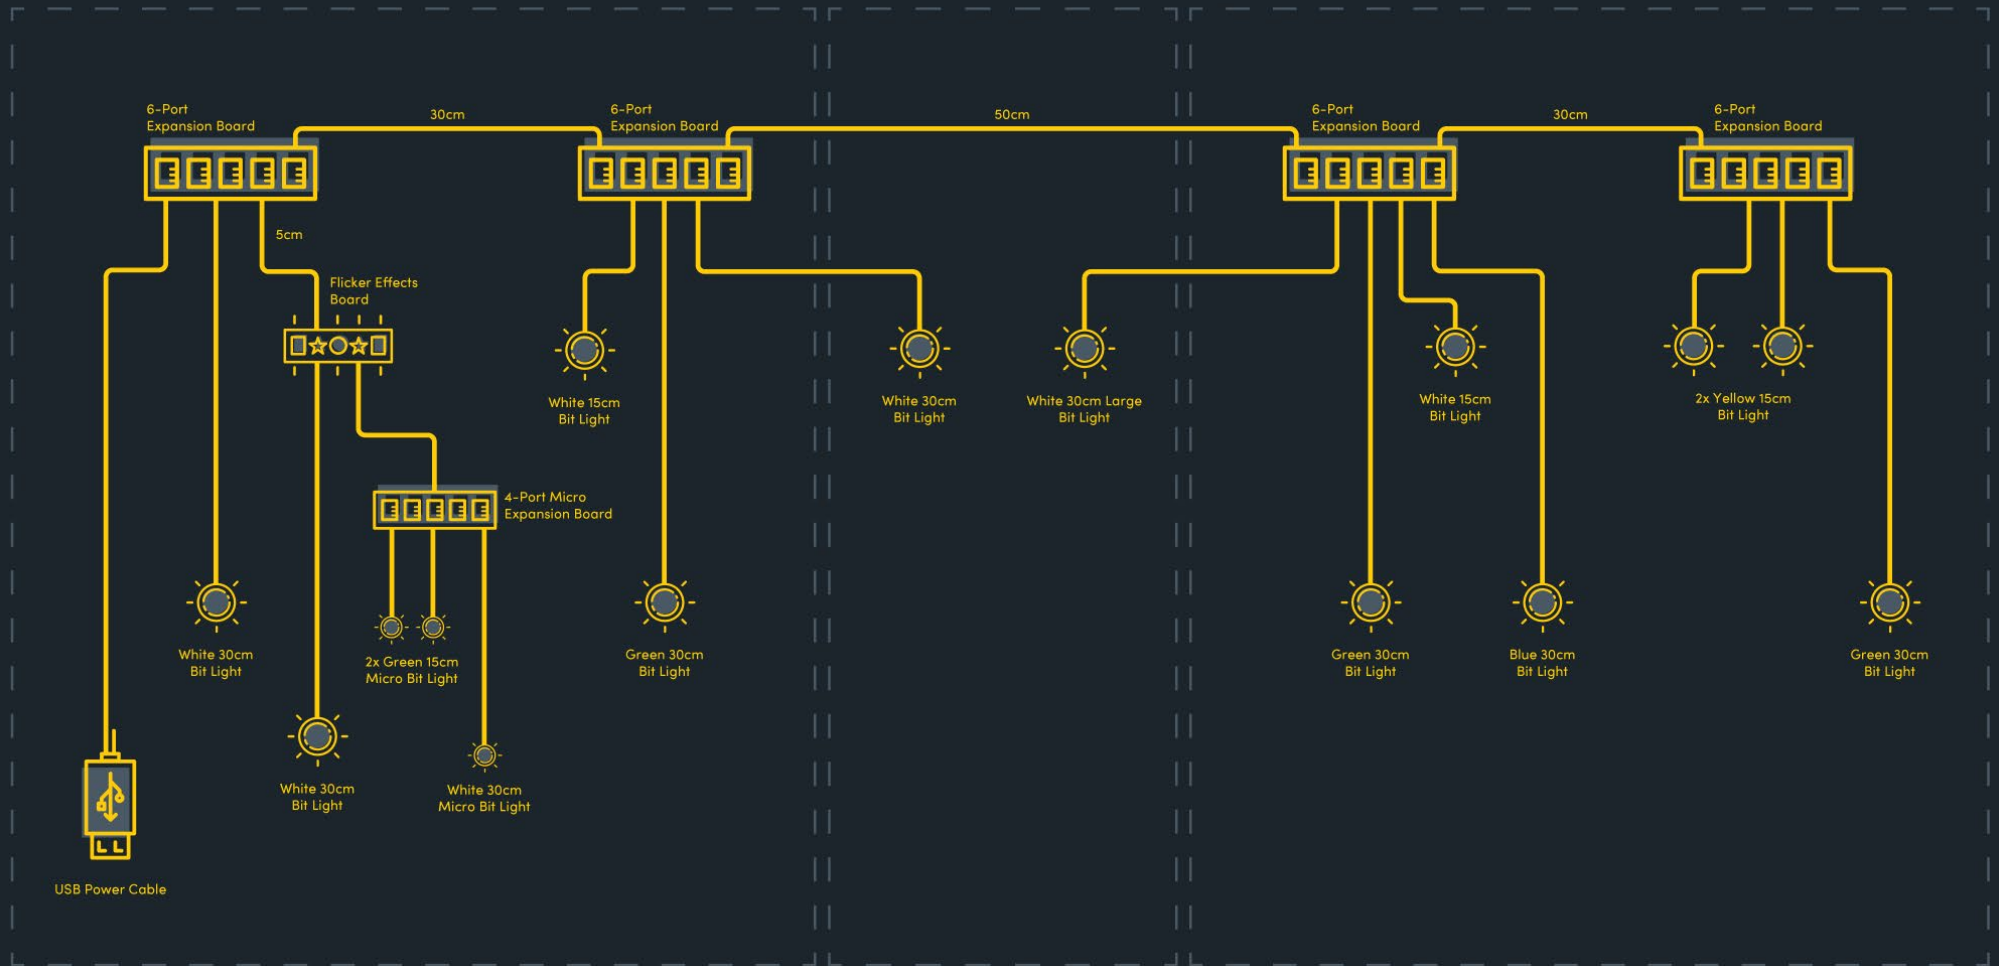 6-Port
Expansion Board
30cm
6-Port
Expansion Board
50cm
6-Port
Expansion Board
30cm
6-Port
Expansion Board
5cm
Flicker Effects
Board
White 15cm
Bit Light
White 30cm
Bit Light
White 30cm Large
Bit Light
White 15cm
Bit Light
2x Yellow 15cm
Bit Light
4-Port Micro
Expansion Board
White 30cm
Bit Light
2x Green 15cm
Micro Bit Light
Green 30cm
Bit Light
Green 30cm
Bit Light
Blue 30cm
Bit Light
Green 30cm
Bit Light
White 30cm
Bit Light
White 30cm
Micro Bit Light
USB Power Cable